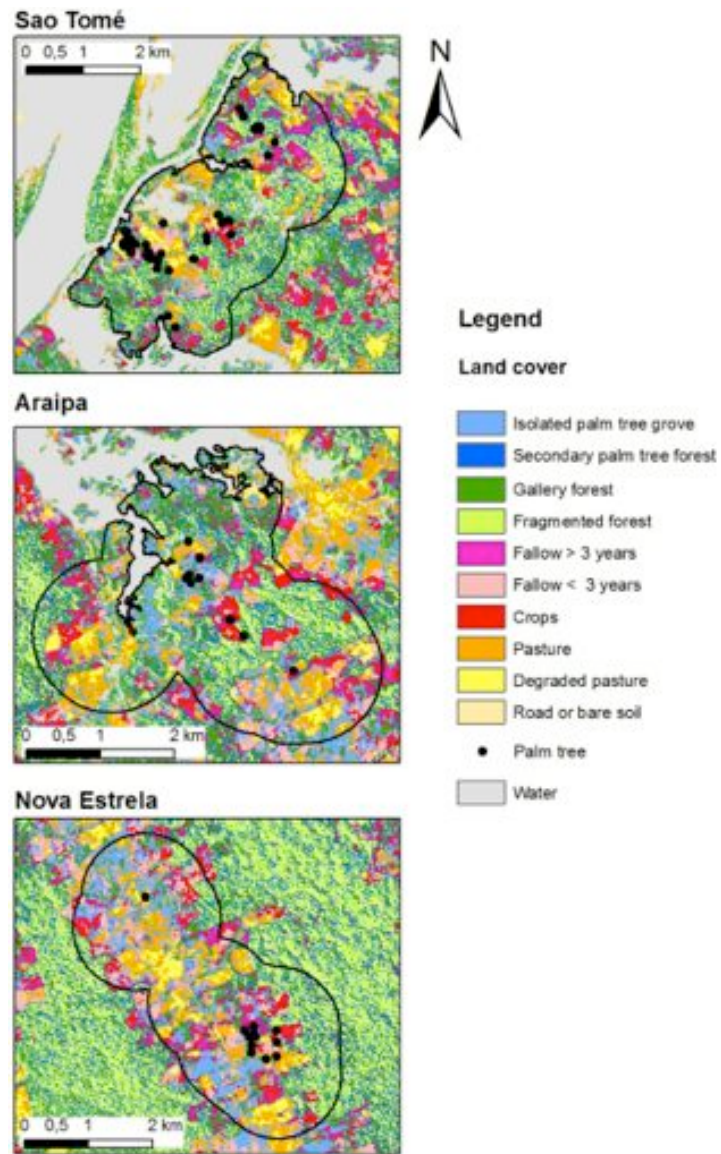 Sao Tomé
0 0,5 1 2 km
N
Araipa
0 0,5 1 2 km
Nova Estrela
0 0,5 1 2 km
Legend
Land cover
Isolated palm tree grove
Secondary palm tree forest
Gallery forest
Fragmented forest
Fallow > 3 years
Fallow < 3 years
Crops
Pasture
Degraded pasture
Road or bare soil
Palm tree
Water